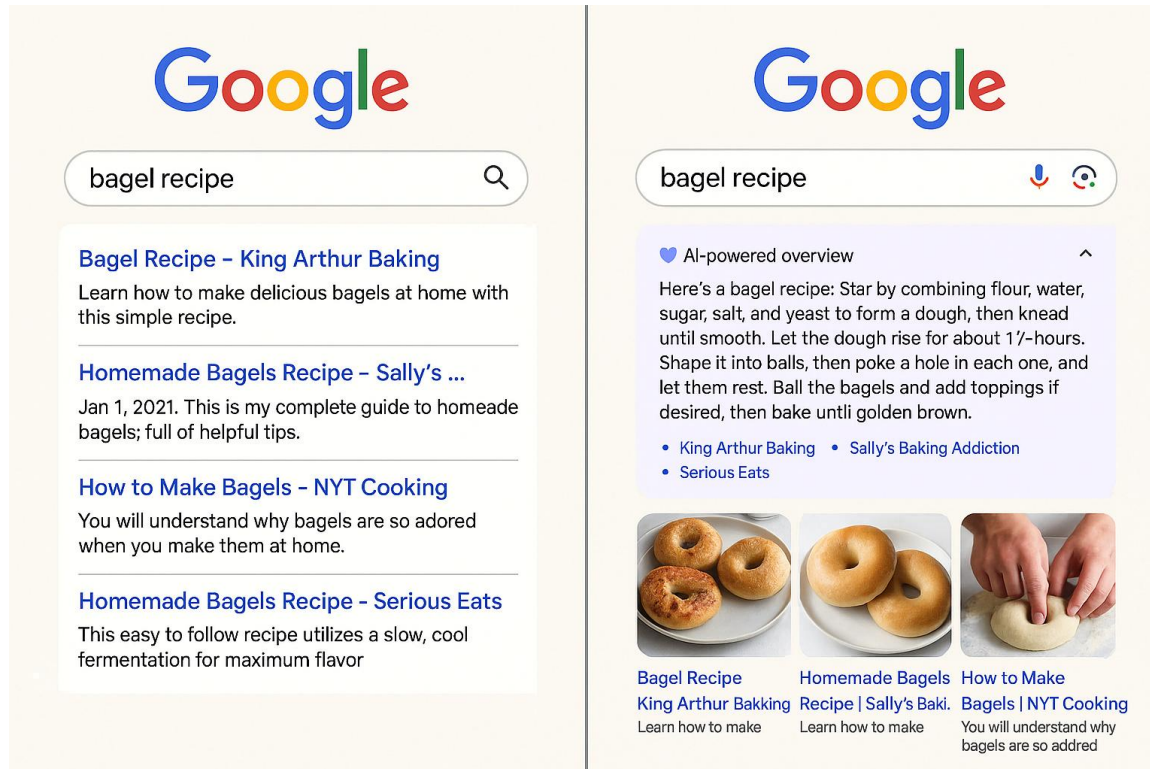 Google
bagel recipe
Bagel Recipe – King Arthur Baking
Learn how to make delicious bagels at home with
this simple recipe.
Homemade Bagels Recipe – Sally's ...
Jan 1, 2021. This is my complete guide to homeade
bagels; full of helpful tips.
How to Make Bagels – NYT Cooking
You will understand why bagels are so adored
when you make them at home.
Homemade Bagels Recipe - Serious Eats
This easy to follow recipe utilizes a slow, cool
fermentation for maximum flavor
Google
bagel recipe
AI-powered overview
Here's a bagel recipe: Star by combining flour, water,
sugar, salt, and yeast to form a dough, then knead
until smooth. Let the dough rise for about 1 ⁄-hours.
Shape it into balls, then poke a hole in each one, and
let them rest. Ball the bagels and add toppings if
desired, then bake untli golden brown.
• King Arthur Baking • Sally's Baking Addiction
• Serious Eats
Bagel Recipe
King Arthur Bakking
Learn how to make
Homemade Bagels
Recipe | Sally's Baki.
Learn how to make
How to Make
Bagels | NYT Cooking
You will understand why
bagels are so addred